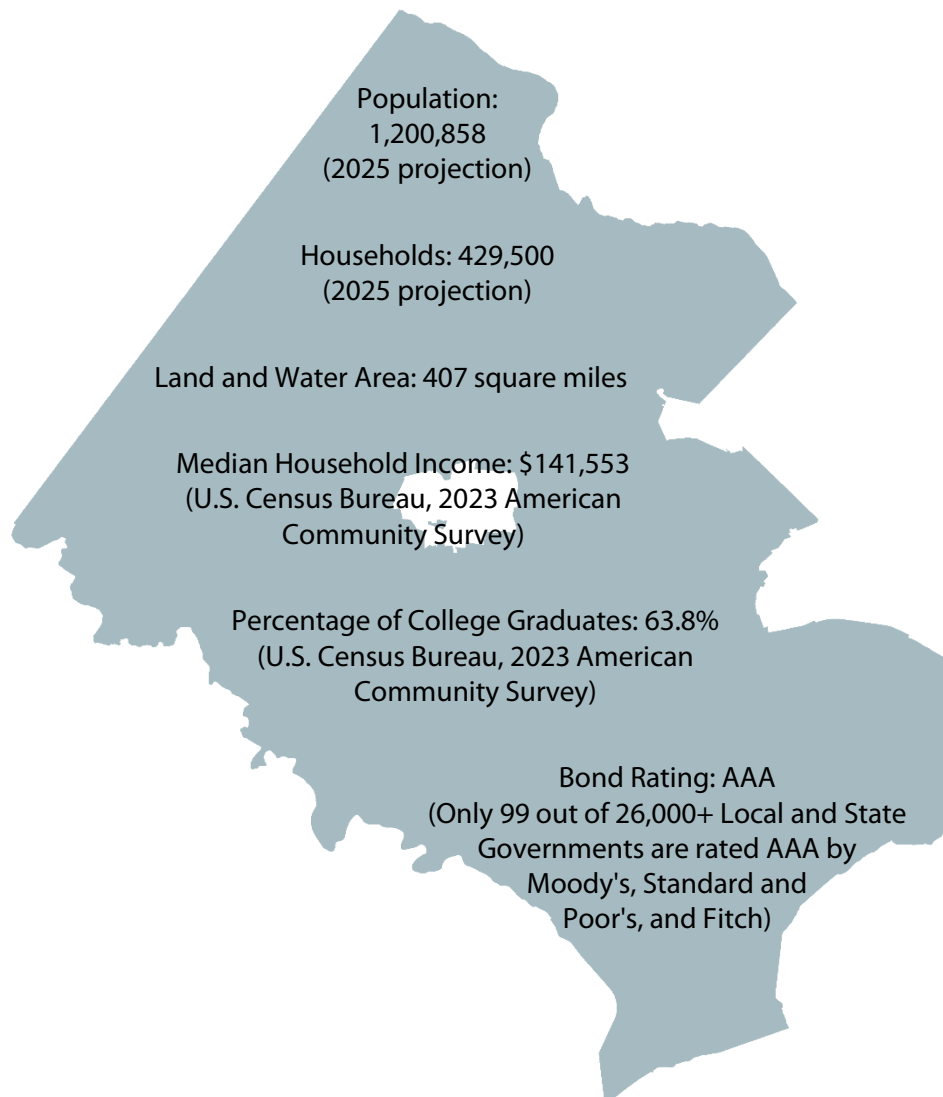 Population:
1,200,858
(2025 projection)
Households: 429,500
(2025 projection)
Land and Water Area: 407 square miles
Median Household Income: $141,553
(U.S. Census Bureau, 2023 American
Community Survey)
Percentage of College Graduates: 63.8%
(U.S. Census Bureau, 2023 American
Community Survey)
Bond Rating: AAA
(Only 99 out of 26,000+ Local and State
Governments are rated AAA by
Moody's, Standard and
Poor's, and Fitch)